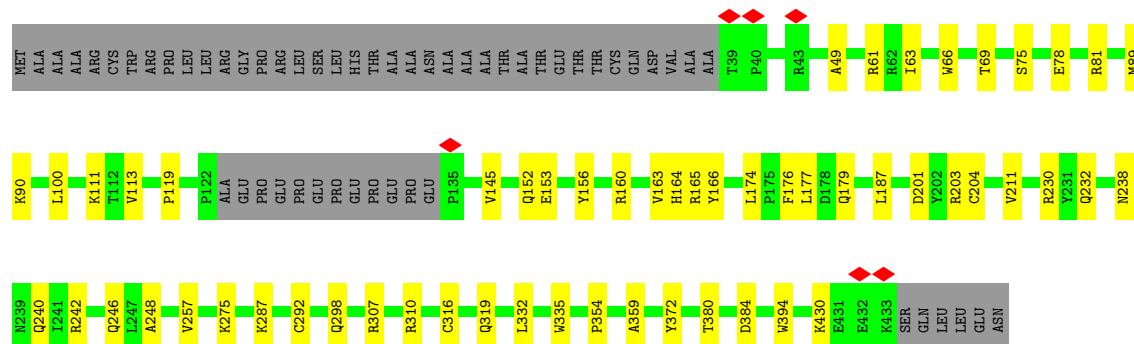 MET ALA ALA ALA ARG CYS TRP ARG PRO LEU LEU ARG GLY PRO ARG LEU SER LEU HIS THR ALA ALA ASN ALA ALA ALA THR ALA THR GLU THR THR CYS GLN ASP VAL ALA ALA T39 P40 R43 A49 R61 R62 I63 W66 T69 S75 E78 R81 M89
K90 L100 K111 T112 V113 P119 P122 ALA GLU PRO GLU PRO GLU PRO GLU PRO GLU PRO GLU P135 V145 Q152 E153 Y156 R160 V163 H164 R165 Y166 L174 P175 F176 L177 D178 Q179 L187 D201 Y202 R203 C204 V211 R230 Y231 Q232 N238
N239 Q240 I241 R242 Q246 L247 A248 V257 K275 K287 C292 Q298 R307 R310 C316 Q319 L332 W335 P354 A359 Y372 T380 D384 W394 K430 E431 E432 K433 SER GLN LEU LEU GLU ASN